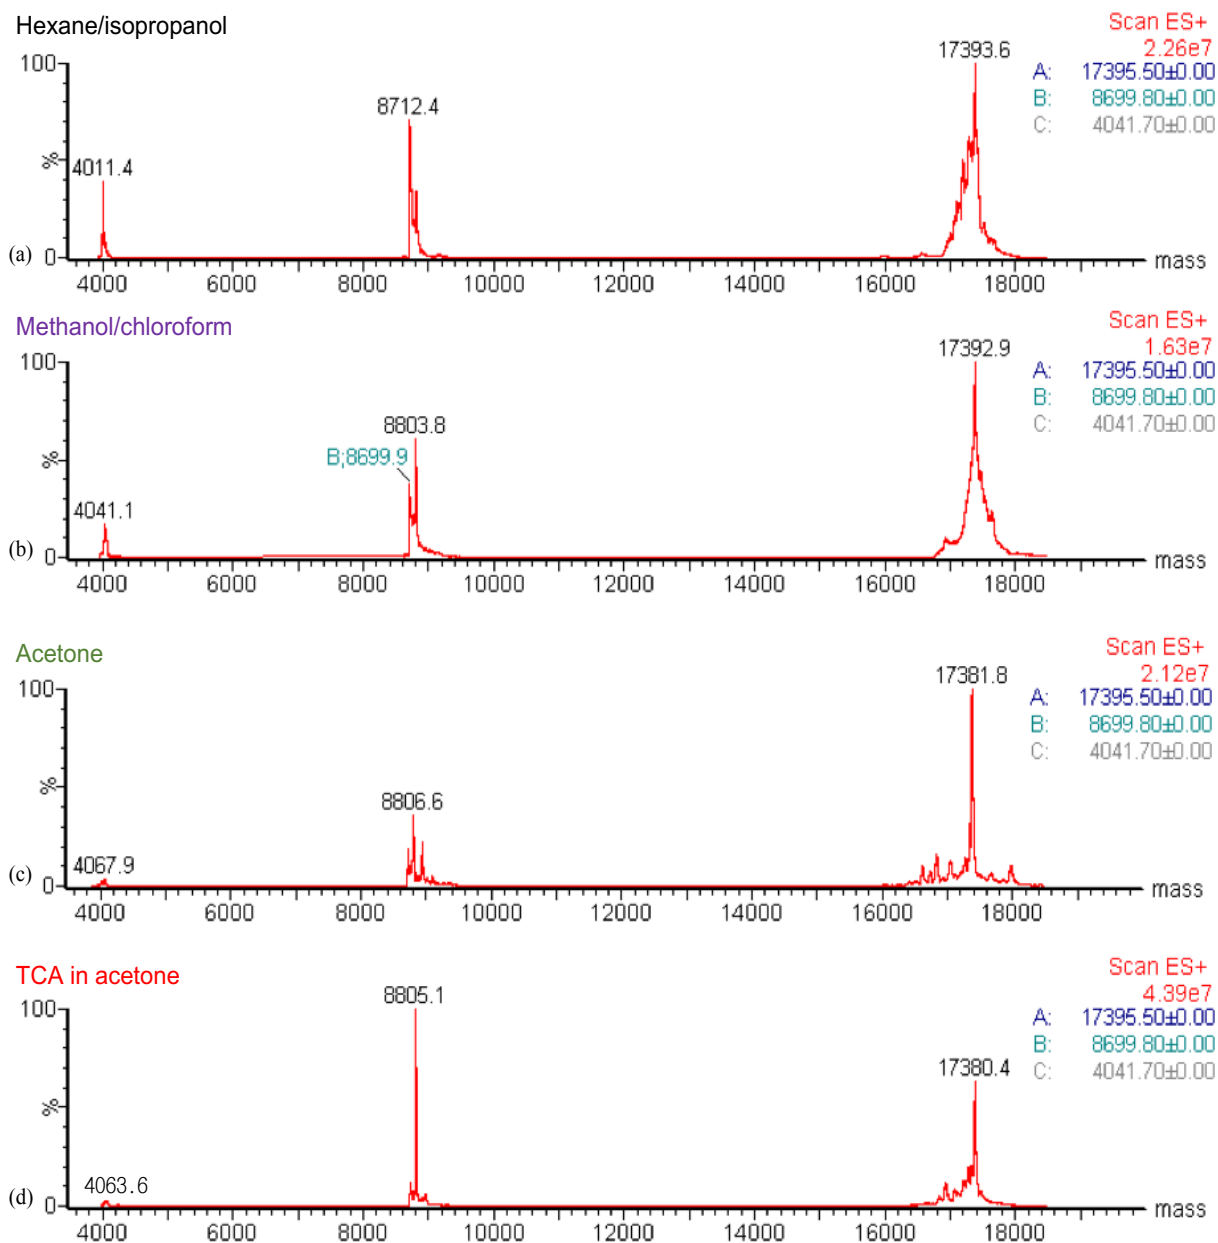 Hexane/isopropanol
Scan ES+
2.26e7
A: 17395.50±0.00
B: 8699.80±0.00
C: 4041.70±0.00
17393.6
8712.4
4011.4
100
%
(a) 0
4000 6000 8000 10000 12000 14000 16000 18000 mass
Methanol/chloroform
Scan ES+
1.63e7
A: 17395.50±0.00
B: 8699.80±0.00
C: 4041.70±0.00
17392.9
8803.8
B;8699.9
4041.1
100
%
(b) 0
4000 6000 8000 10000 12000 14000 16000 18000 mass
Acetone
Scan ES+
2.12e7
A: 17395.50±0.00
B: 8699.80±0.00
C: 4041.70±0.00
17381.8
8806.6
4067.9
100
%
(c) 0
4000 6000 8000 10000 12000 14000 16000 18000 mass
TCA in acetone
Scan ES+
4.39e7
A: 17395.50±0.00
B: 8699.80±0.00
C: 4041.70±0.00
8805.1
17380.4
4063.6
100
%
(d) 0
4000 6000 8000 10000 12000 14000 16000 18000 mass